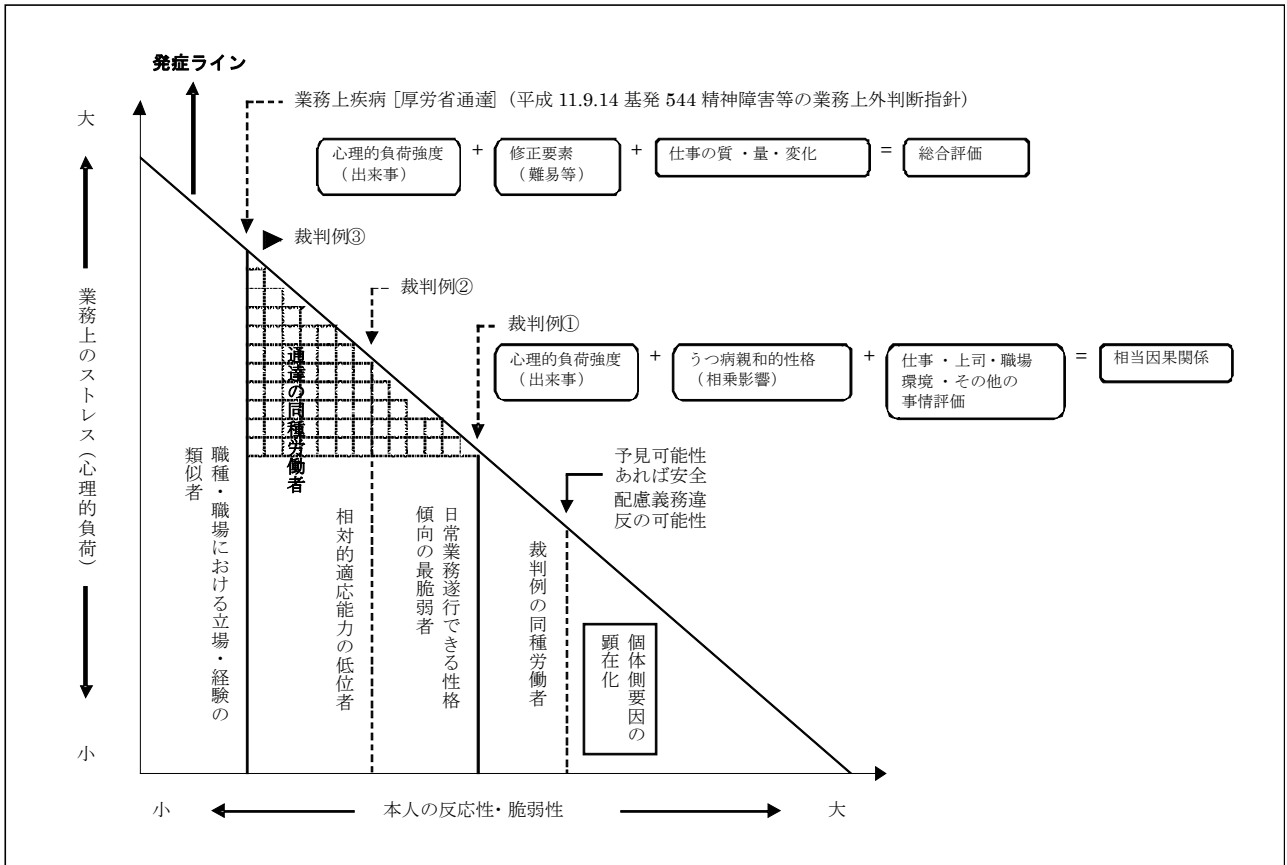 発症ライン
業務上疾病[厚労省通達](平成 11.9.14 基発 544 精神障害等の業務上外判断指針)
大
心理的負荷強度
(出来事)
+
修正要素
(難易等)
+
仕事の質・量・変化
=
総合評価
裁判例③
裁判例②
裁判例①
心理的負荷強度
(出来事)
+
うつ病親和的性格
(相乗影響)
+
仕事・上司・職場
環境・その他の
事情評価
=
相当因果関係
業務上のストレス(心理的負荷)
通達の同種労働者
予見可能性
あれば安全
配慮義務違
反の可能性
職種・職場における立場・経験の
類似者
相対的適応能力の低位者
日常業務遂行できる性格
傾向の最脆弱者
裁判例の同種労働者
個体側要因の
顕在化
小
小
本人の反応性・脆弱性
大